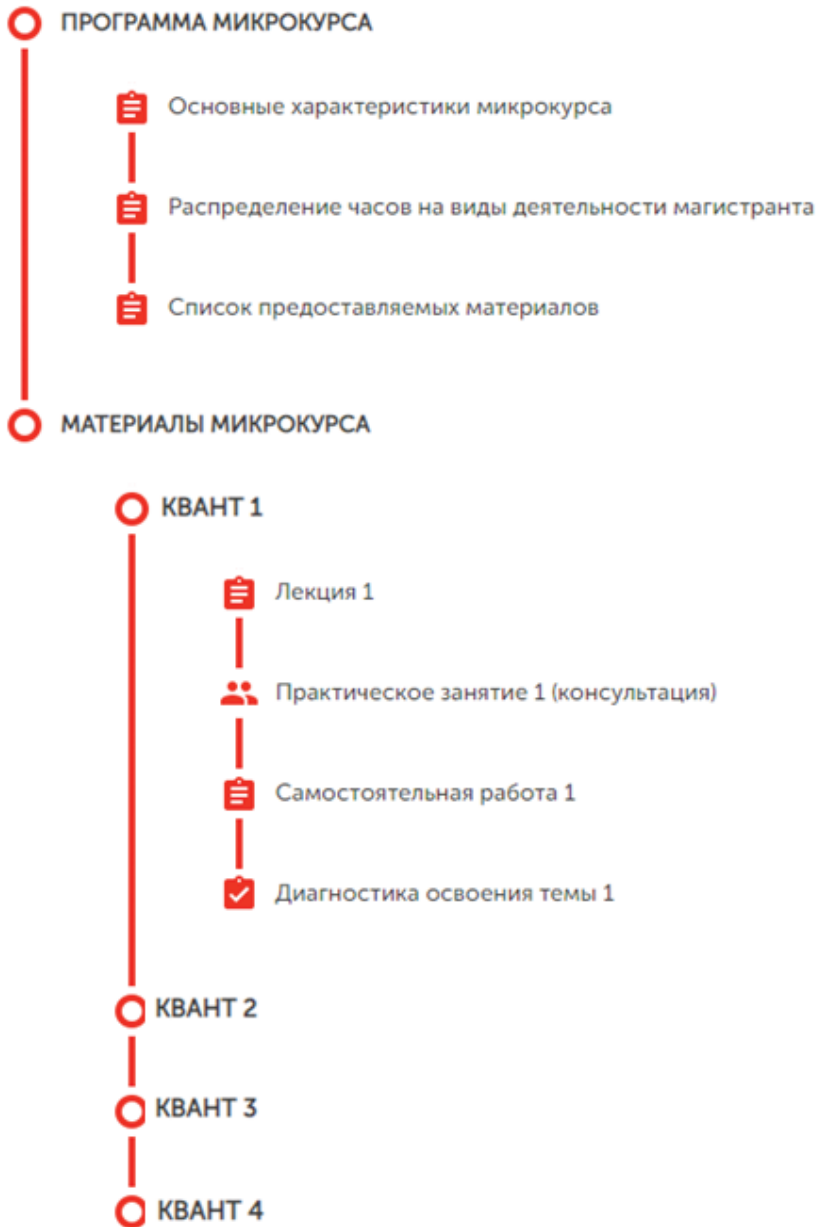 ПРОГРАММА МИКРОКУРСА
Основные характеристики микрокурса
Распределение часов на виды деятельности магистранта
Список предоставляемых материалов
МАТЕРИАЛЫ МИКРОКУРСА
КВАНТ 1
Лекция 1
Практическое занятие 1 (консультация)
Самостоятельная работа 1
Диагностика освоения темы 1
КВАНТ 2
КВАНТ 3
КВАНТ 4